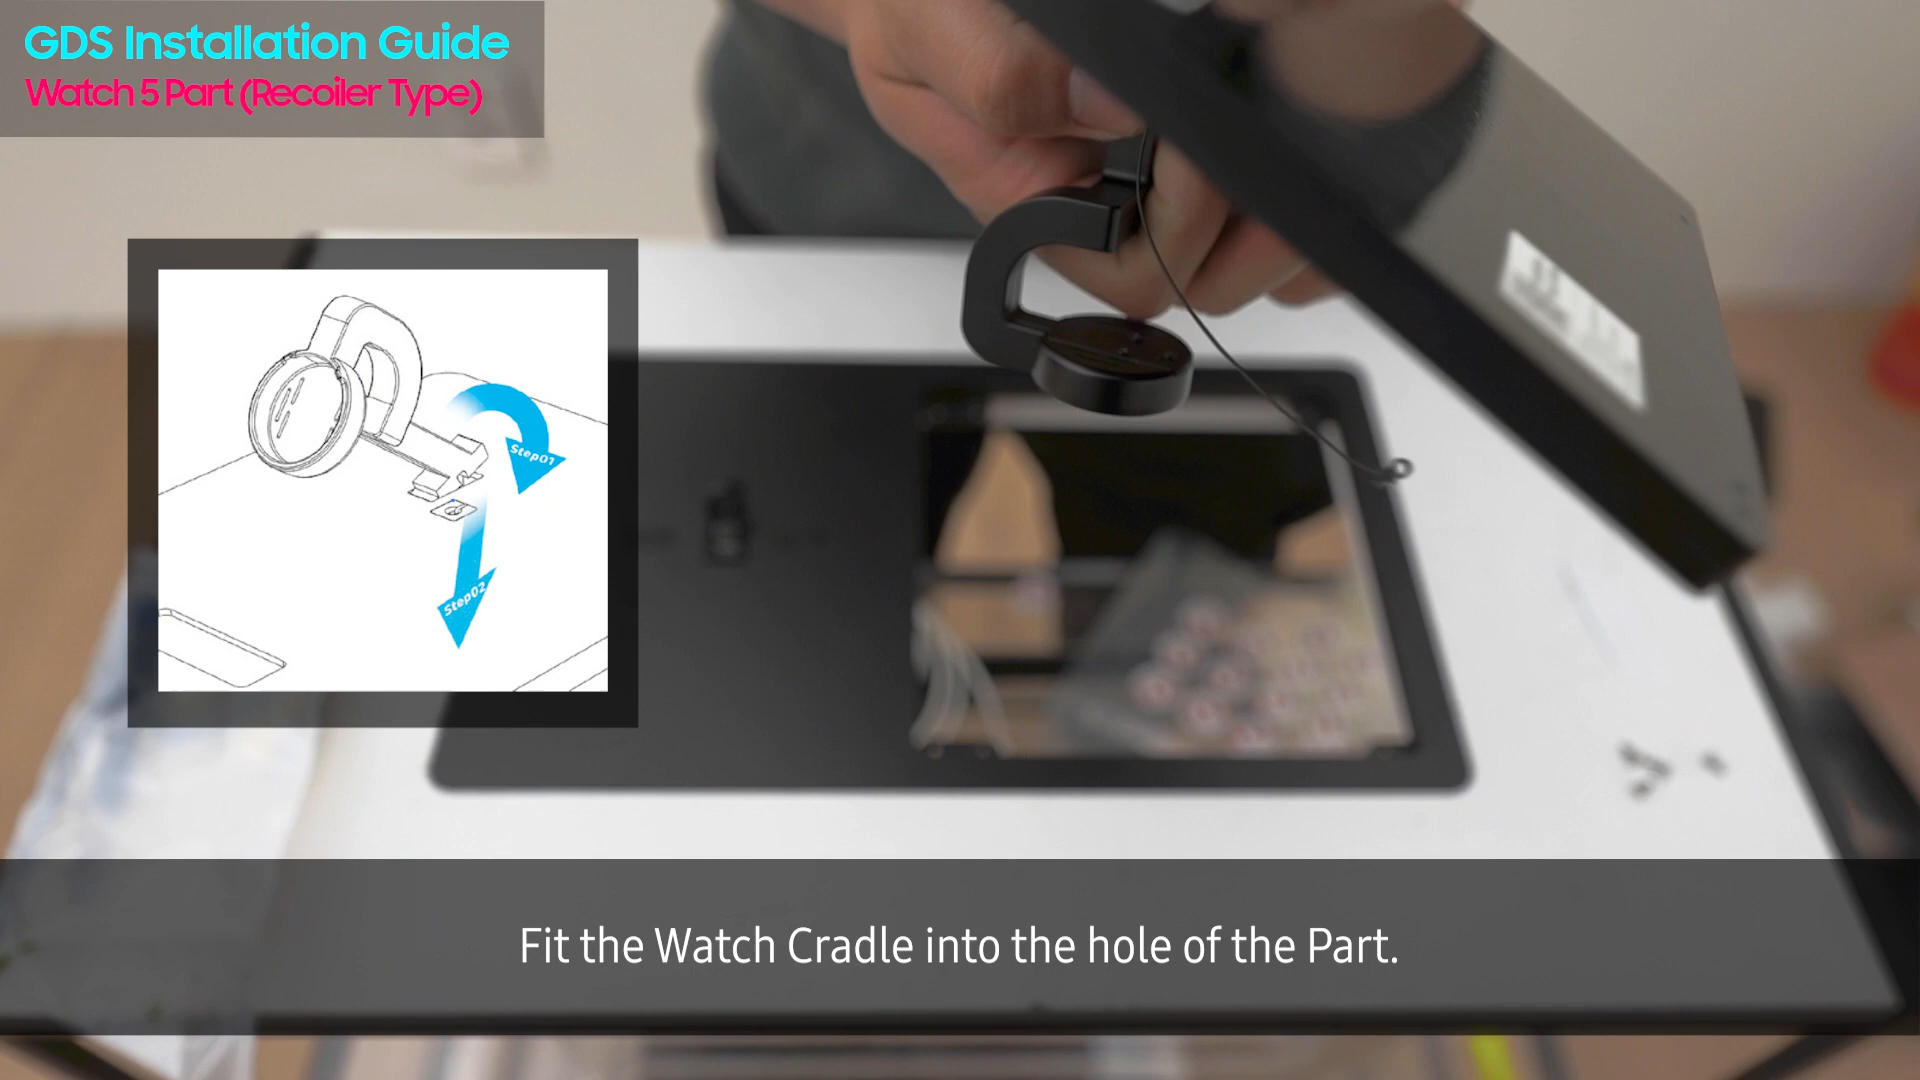 GDS Installation Guide
Watch 5 Part (Recoiler Type)
Step01
Step02
Fit the Watch Cradle into the hole of the Part.